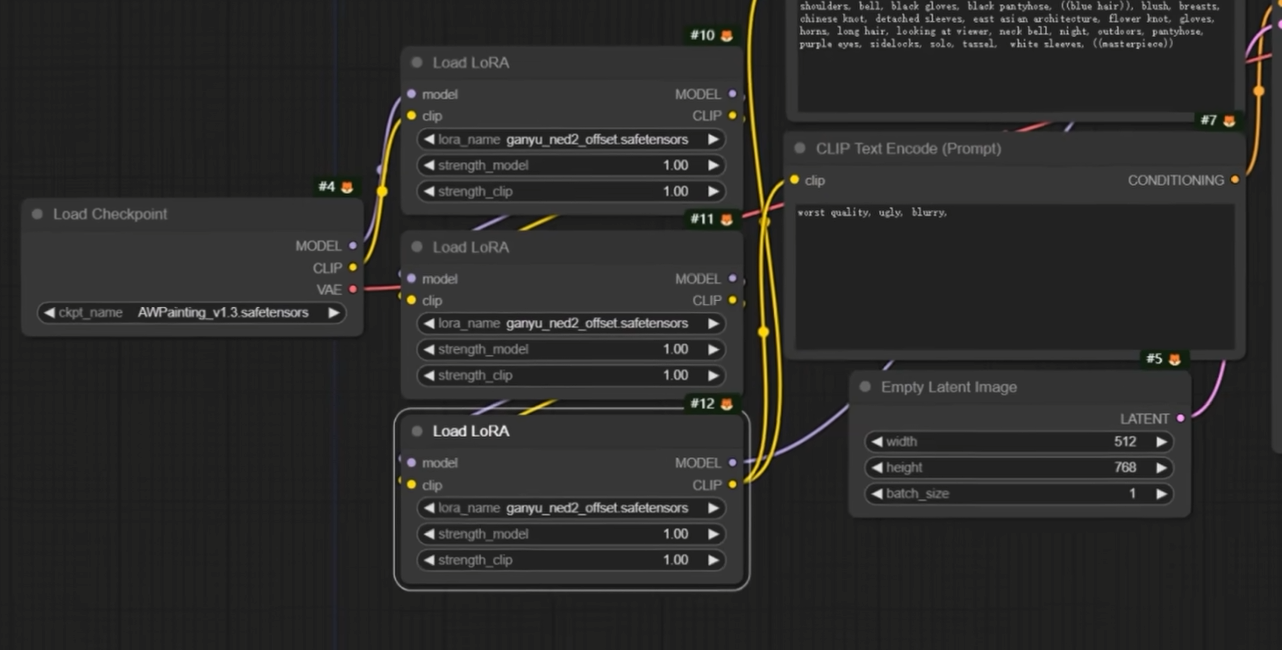 shoulders, bell, black gloves, black pantyhose, ((blue hair)), blush, breasts,
chinese knot, detached sleeves, east asian architecture, flower knot, gloves,
horns, long hair, looking at viewer, neck bell, night, outdoors, pantyhose,
purple eyes, sidelocks, solo, tassel,  white sleeves, ((masterpiece))
#4
Load Checkpoint
MODEL
CLIP
VAE
ckpt_name AWPainting_v1.3.safetensors
#10
Load LoRA
model MODEL
clip CLIP
lora_name ganyu_ned2_offset.safetensors
strength_model 1.00
strength_clip 1.00
#11
Load LoRA
model MODEL
clip CLIP
lora_name ganyu_ned2_offset.safetensors
strength_model 1.00
strength_clip 1.00
#12
Load LoRA
model MODEL
clip CLIP
lora_name ganyu_ned2_offset.safetensors
strength_model 1.00
strength_clip 1.00
#7
CLIP Text Encode (Prompt)
clip CONDITIONING
worst quality, ugly, blurry,
#5
Empty Latent Image
LATENT
width 512
height 768
batch_size 1